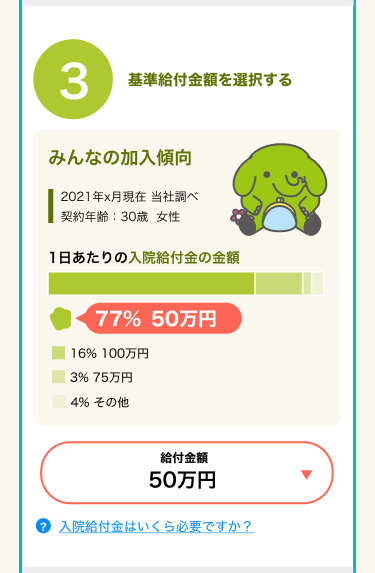 3
基準給付金額を選択する
みんなの加入傾向
2021年x月現在 当社調べ
契約年齢：30歳 女性
1日あたりの入院給付金の金額
77% 50万円
16% 100万円
3% 75万円
4% その他
給付金額
50万円
▼
? 入院給付金はいくら必要ですか？